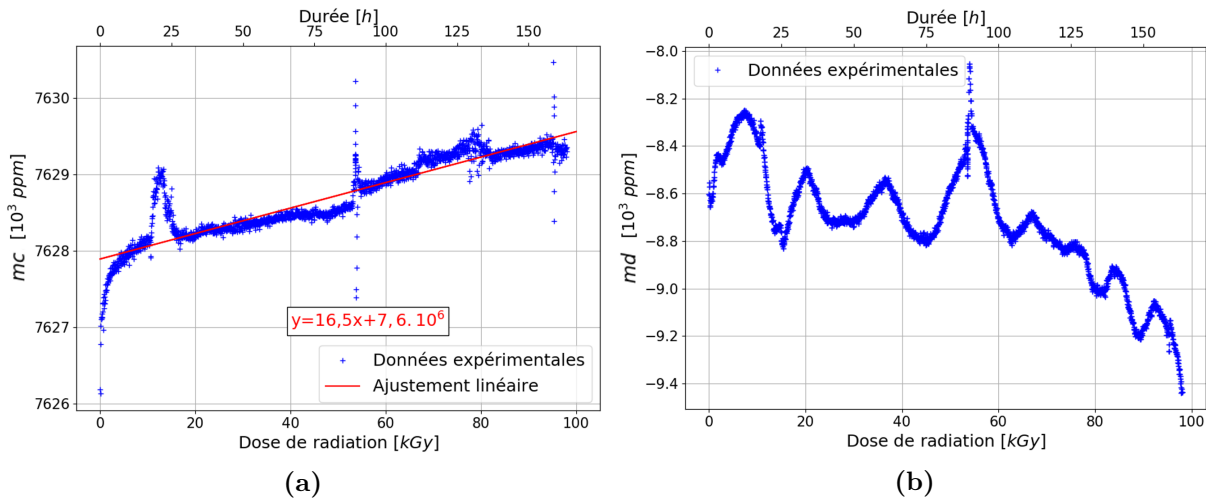 Durée [h]
0 25 50 75 100 125 150
mc [10³ ppm]
7630
7629
7628
7627
7626
y=16,5x+7, 6. 10⁶
Données expérimentales
Ajustement linéaire
0 20 40 60 80 100
Dose de radiation [kGy]
(a)
Durée [h]
0 25 50 75 100 125 150
md [10³ ppm]
−8.0
−8.2
−8.4
−8.6
−8.8
−9.0
−9.2
−9.4
Données expérimentales
0 20 40 60 80 100
Dose de radiation [kGy]
(b)